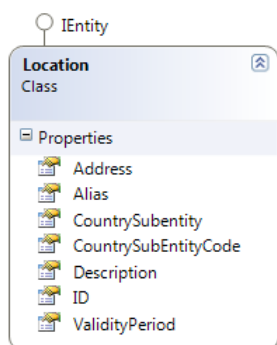 IEntity
Location
Class
Properties
Address
Alias
CountrySubentity
CountrySubEntityCode
Description
ID
ValidityPeriod